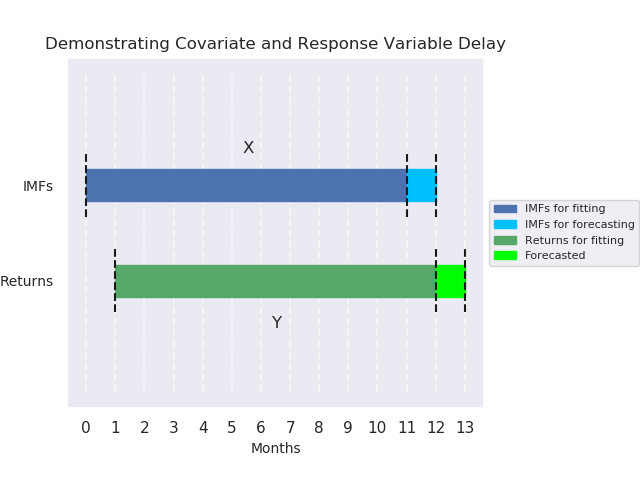 Demonstrating Covariate and Response Variable Delay
X
IMFs
IMFs for fitting
IMFs for forecasting
Returns for fitting
Forecasted
Returns
Y
0 1 2 3 4 5 6 7 8 9 10 11 12 13
Months